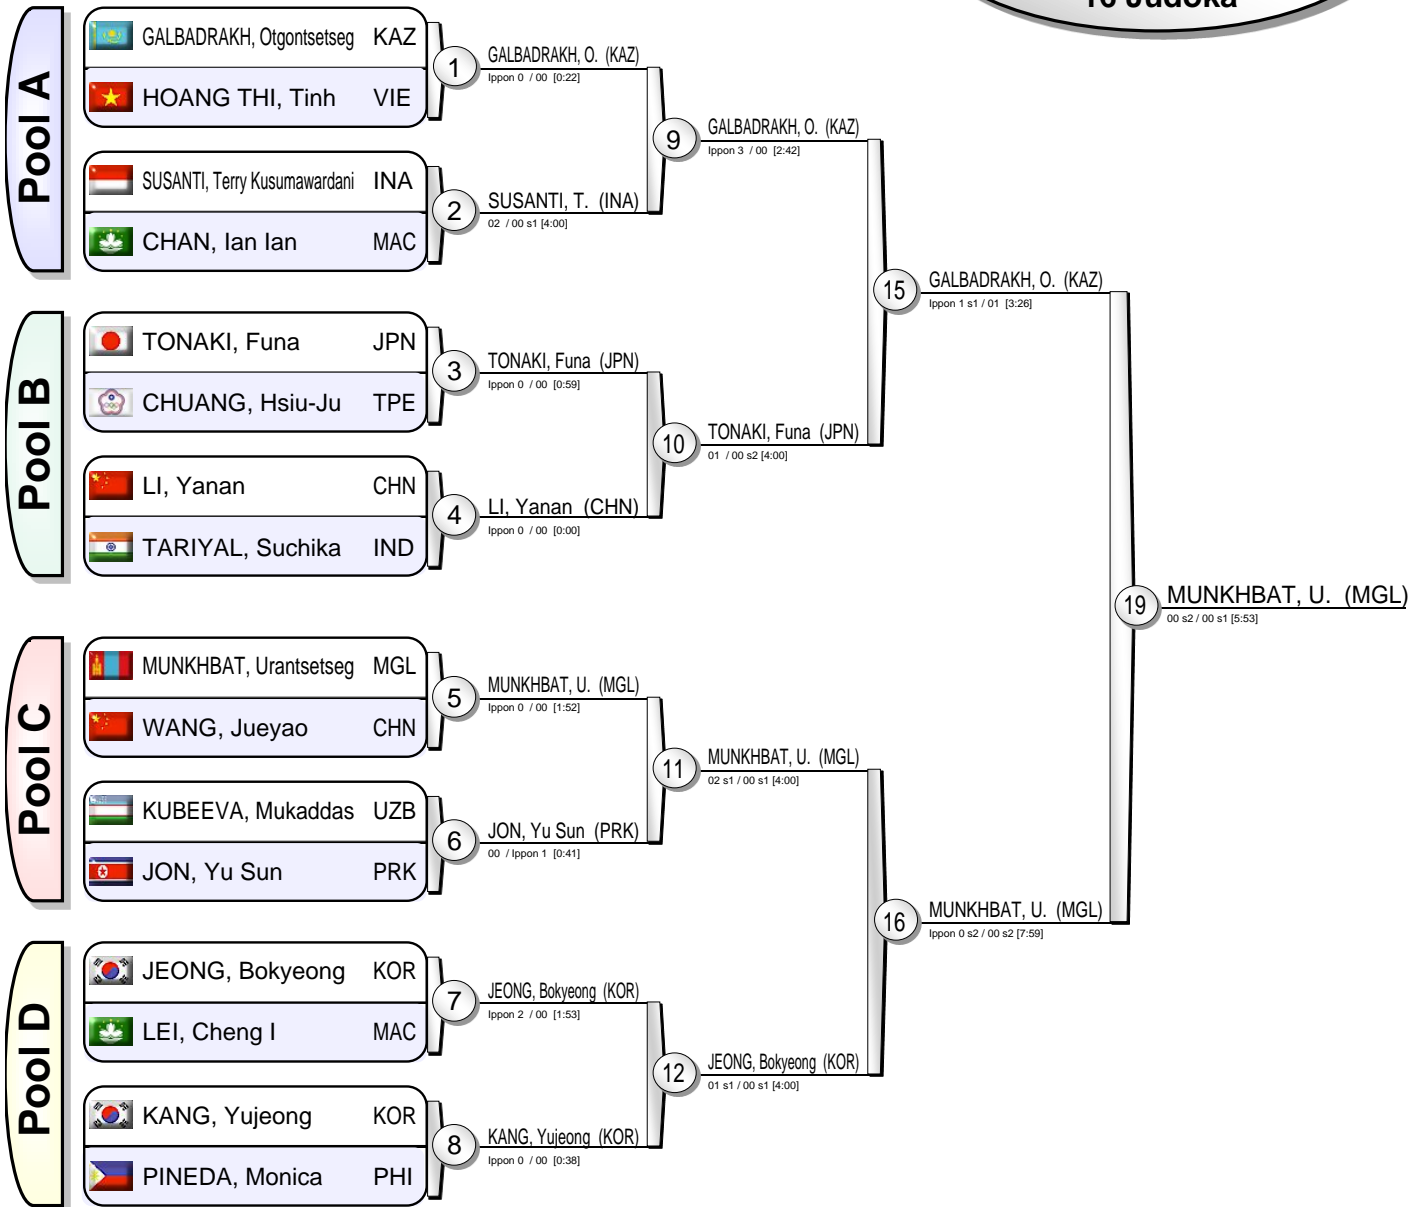 16 Judoka
Pool A
GALBADRAKH, Otgontsetseg KAZ
HOANG THI, Tinh VIE
SUSANTI, Terry Kusumawardani INA
CHAN, Ian Ian MAC
1
GALBADRAKH, O. (KAZ)
Ippon 0 / 00 [0:22]
2
SUSANTI, T. (INA)
02 / 00 s1 [4:00]
9
GALBADRAKH, O. (KAZ)
Ippon 3 / 00 [2:42]
Pool B
TONAKI, Funa JPN
CHUANG, Hsiu-Ju TPE
LI, Yanan CHN
TARIYAL, Suchika IND
3
TONAKI, Funa (JPN)
Ippon 0 / 00 [0:59]
4
LI, Yanan (CHN)
Ippon 0 / 00 [0:00]
10
TONAKI, Funa (JPN)
01 / 00 s2 [4:00]
15
GALBADRAKH, O. (KAZ)
Ippon 1 s1 / 01 [3:26]
Pool C
MUNKHBAT, Urantsetseg MGL
WANG, Jueyao CHN
KUBEEVA, Mukaddas UZB
JON, Yu Sun PRK
5
MUNKHBAT, U. (MGL)
Ippon 0 / 00 [1:52]
6
JON, Yu Sun (PRK)
00 / Ippon 1 [0:41]
11
MUNKHBAT, U. (MGL)
02 s1 / 00 s1 [4:00]
Pool D
JEONG, Bokyeong KOR
LEI, Cheng I MAC
KANG, Yujeong KOR
PINEDA, Monica PHI
7
JEONG, Bokyeong (KOR)
Ippon 2 / 00 [1:53]
8
KANG, Yujeong (KOR)
Ippon 0 / 00 [0:38]
12
JEONG, Bokyeong (KOR)
01 s1 / 00 s1 [4:00]
16
MUNKHBAT, U. (MGL)
Ippon 0 s2 / 00 s2 [7:59]
19
MUNKHBAT, U. (MGL)
00 s2 / 00 s1 [5:53]